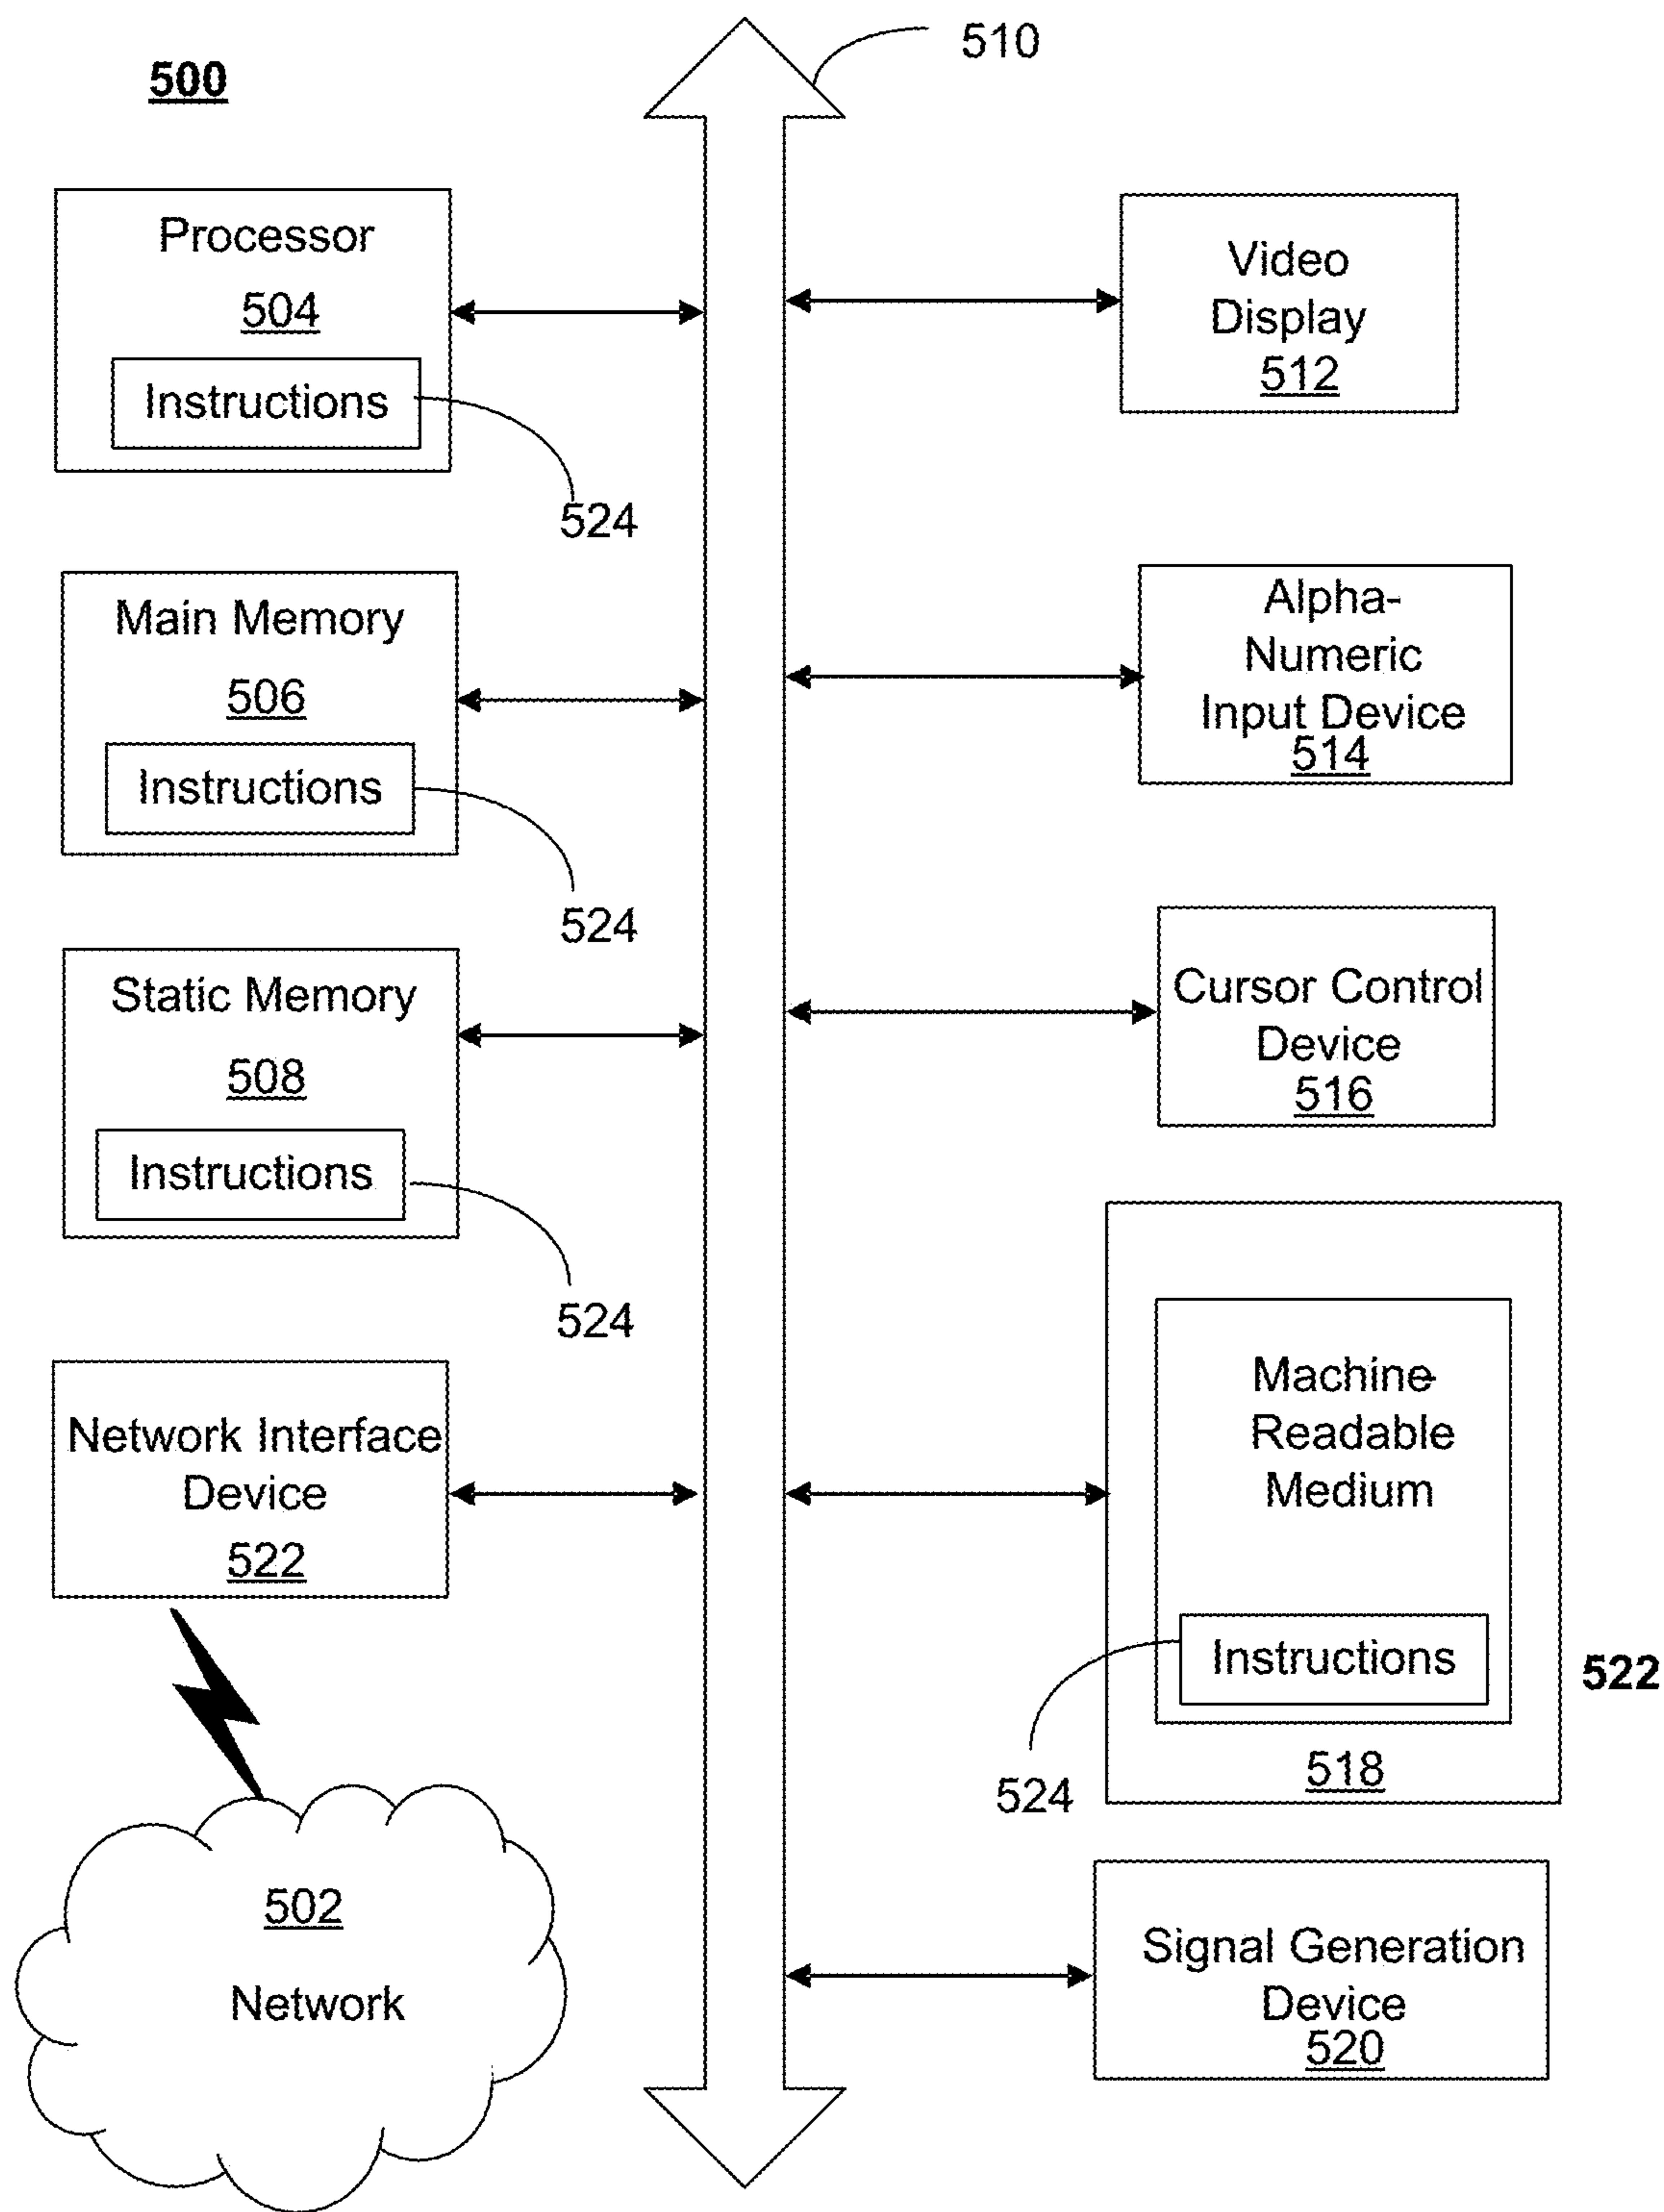 500
510
Processor
504
Instructions
524
Main Memory
506
Instructions
524
Static Memory
508
Instructions
524
Network Interface
Device
522
502
Network
Video
Display
512
Alpha-
Numeric
Input Device
514
Cursor Control
Device
516
Machine-
Readable
Medium
Instructions
522
518
524
Signal Generation
Device
520